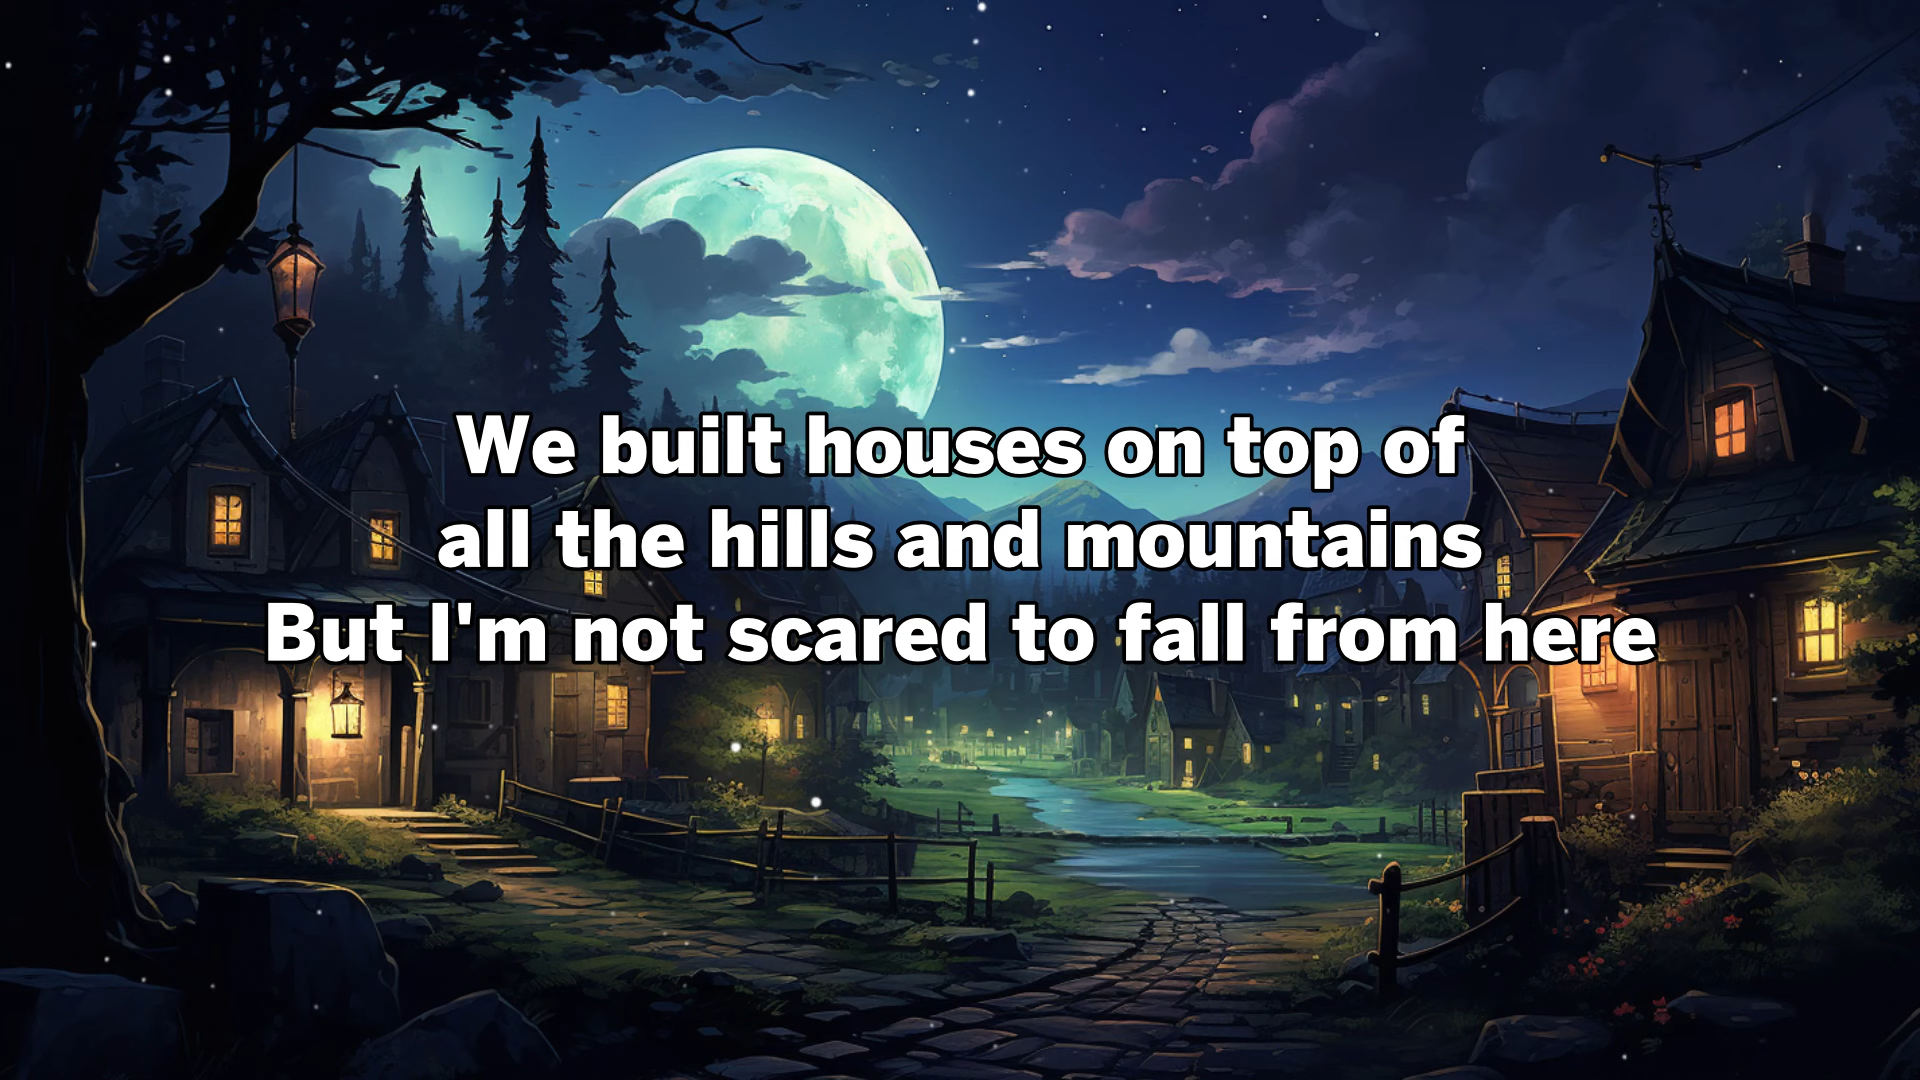 We built houses on top of
all the hills and mountains
But I'm not scared to fall from here